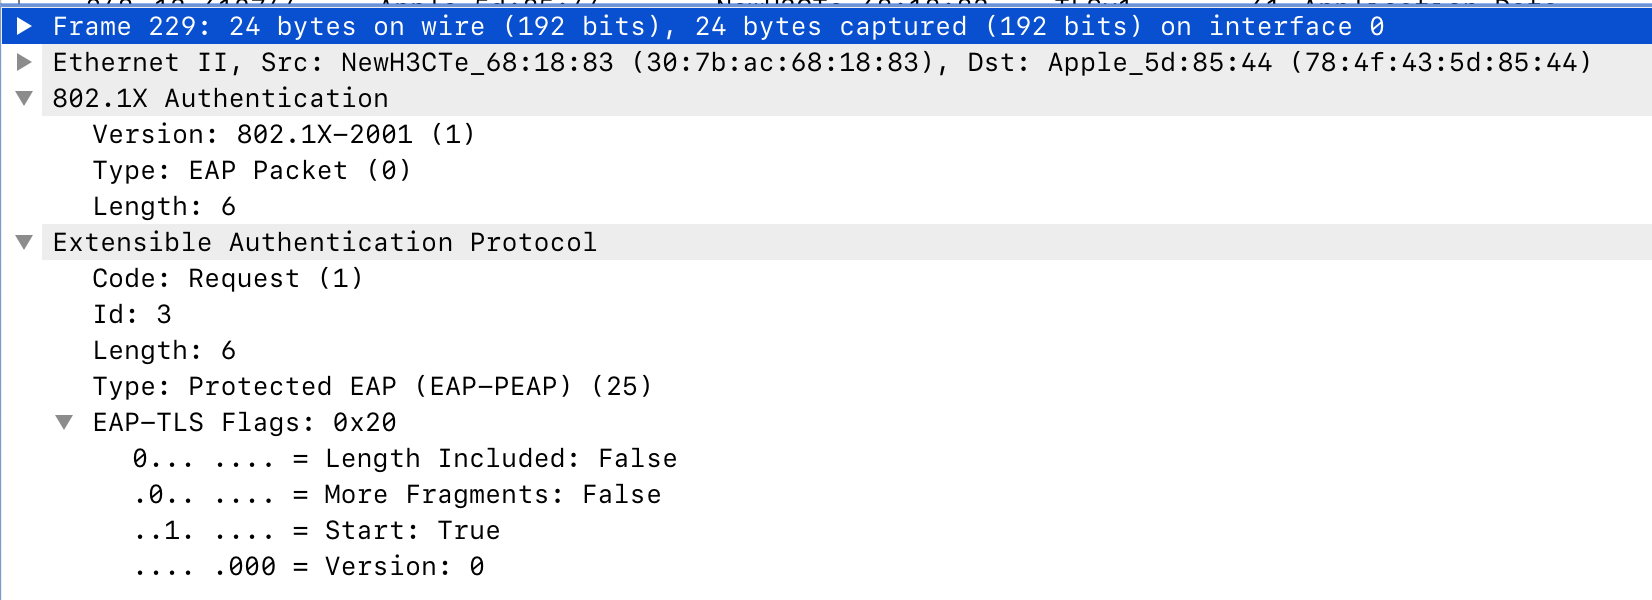 Frame 229: 24 bytes on wire (192 bits), 24 bytes captured (192 bits) on interface 0
Ethernet II, Src: NewH3CTe_68:18:83 (30:7b:ac:68:18:83), Dst: Apple_5d:85:44 (78:4f:43:5d:85:44)
802.1X Authentication
Version: 802.1X-2001 (1)
Type: EAP Packet (0)
Length: 6
Extensible Authentication Protocol
Code: Request (1)
Id: 3
Length: 6
Type: Protected EAP (EAP-PEAP) (25)
EAP-TLS Flags: 0x20
0... .... = Length Included: False
.0.. .... = More Fragments: False
..1. .... = Start: True
.... .000 = Version: 0